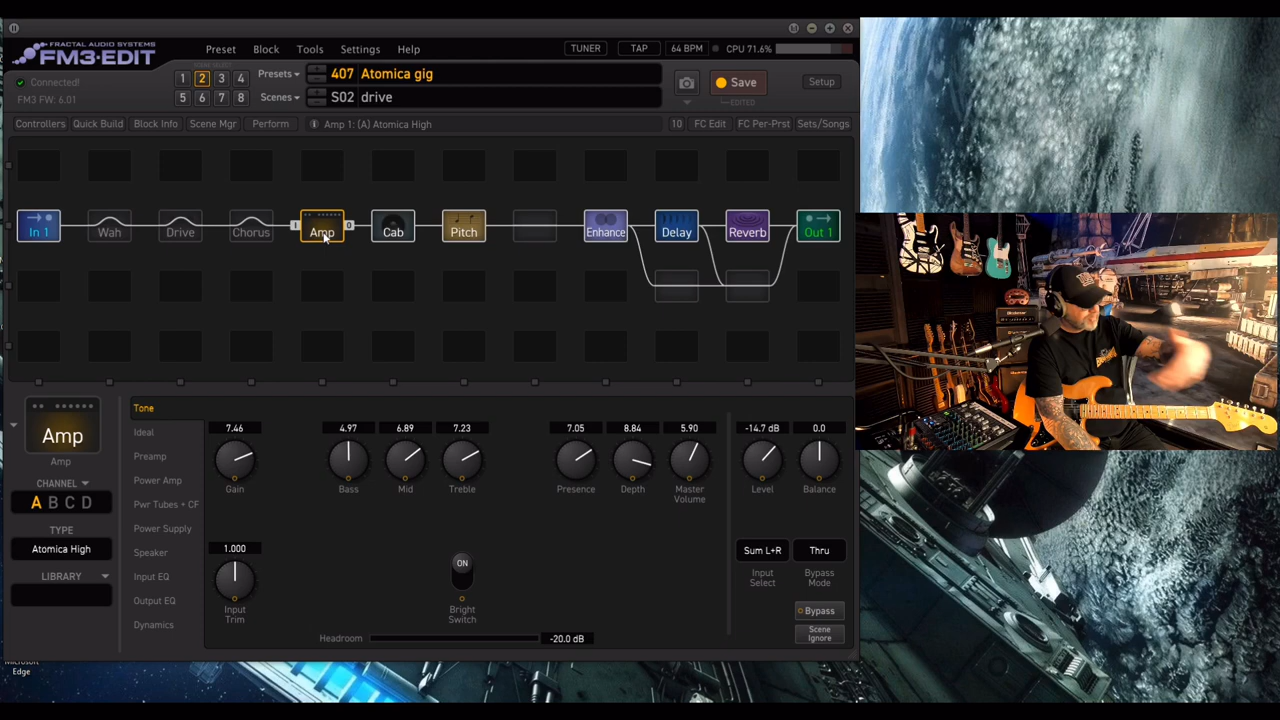 FRACTAL AUDIO SYSTEMS
FM3·EDIT
Preset Block Tools Settings Help
TUNER TAP 64 BPM CPU 71.6%
Connected!
FM3 FW: 6.01
1 2 3 4
5 6 7 8
Presets 407 Atomica gig
Scenes S02 drive
Save
EDITED
Setup
Controllers Quick Build Block Info Scene Mgr Perform
Amp 1: (A) Atomica High
10 FC Edit FC Per-Prst Sets/Songs
In 1 Wah Drive Chorus I Amp O Cab Pitch Enhance Delay Reverb Out 1
Amp
Amp
CHANNEL
A B C D
TYPE
Atomica High
LIBRARY
Tone
Ideal
Preamp
Power Amp
Pwr Tubes + CF
Power Supply
Speaker
Input EQ
Output EQ
Dynamics
7.46 4.97 6.89 7.23 7.05 8.84 5.90 -14.7 dB 0.0
Gain Bass Mid Treble Presence Depth Master Volume Level Balance
1.000
Input Trim
ON
Bright Switch
Sum L+R Thru
Input Select Bypass Mode
Bypass
Scene Ignore
Headroom -20.0 dB
Microsoft
Edge